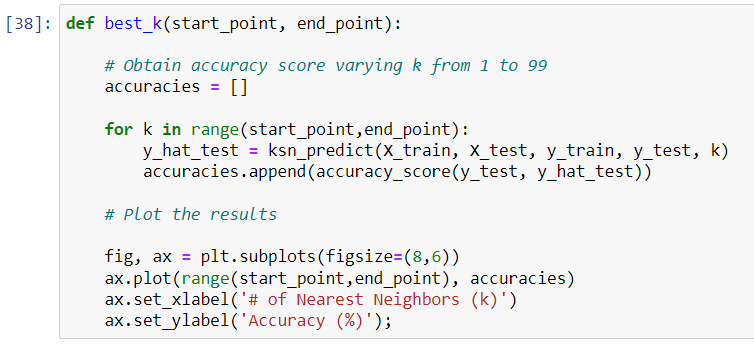 [38]: def best_k(start_point, end_point):
# Obtain accuracy score varying k from 1 to 99
accuracies = []
for k in range(start_point,end_point):
y_hat_test = ksn_predict(X_train, X_test, y_train, y_test, k)
accuracies.append(accuracy_score(y_test, y_hat_test))
# Plot the results
fig, ax = plt.subplots(figsize=(8,6))
ax.plot(range(start_point,end_point), accuracies)
ax.set_xlabel('# of Nearest Neighbors (k)')
ax.set_ylabel('Accuracy (%)');